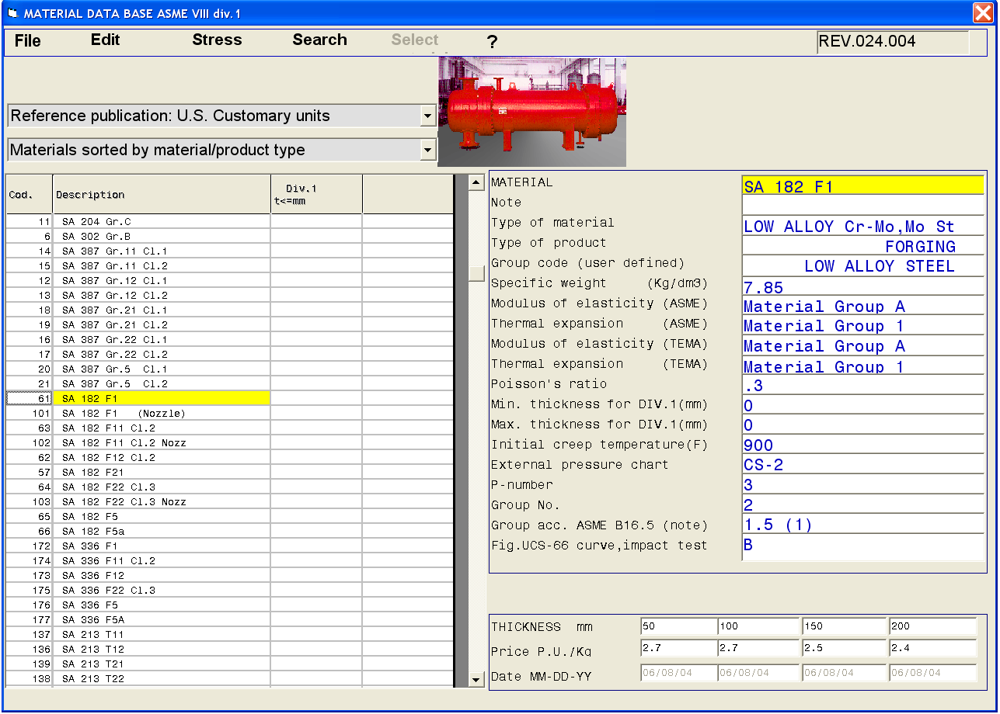 MATERIAL DATA BASE ASME VIII div.1
File Edit Stress Search Select ? REV.024.004
Reference publication: U.S. Customary units
Materials sorted by material/product type
Cod. Description Div.1 t<=mm
11 SA 204 Gr.C
6 SA 302 Gr.B
14 SA 387 Gr.11 Cl.1
15 SA 387 Gr.11 Cl.2
12 SA 387 Gr.12 Cl.1
13 SA 387 Gr.12 Cl.2
18 SA 387 Gr.21 Cl.1
19 SA 387 Gr.21 Cl.2
16 SA 387 Gr.22 Cl.1
17 SA 387 Gr.22 Cl.2
20 SA 387 Gr.5 Cl.1
21 SA 387 Gr.5 Cl.2
61 SA 182 F1
101 SA 182 F1 (Nozzle)
63 SA 182 F11 Cl.2
102 SA 182 F11 Cl.2 Nozz
62 SA 182 F12 Cl.2
57 SA 182 F21
64 SA 182 F22 Cl.3
103 SA 182 F22 Cl.3 Nozz
65 SA 182 F5
66 SA 182 F5a
172 SA 336 F1
174 SA 336 F11 Cl.2
173 SA 336 F12
175 SA 336 F22 Cl.3
176 SA 336 F5
177 SA 336 F5A
137 SA 213 T11
136 SA 213 T12
139 SA 213 T21
138 SA 213 T22
MATERIAL SA 182 F1
Note
Type of material LOW ALLOY Cr-Mo,Mo St
Type of product FORGING
Group code (user defined) LOW ALLOY STEEL
Specific weight (Kg/dm3) 7.85
Modulus of elasticity (ASME) Material Group A
Thermal expansion (ASME) Material Group 1
Modulus of elasticity (TEMA) Material Group A
Thermal expansion (TEMA) Material Group 1
Poisson's ratio .3
Min. thickness for DIV.1(mm) 0
Max. thickness for DIV.1(mm) 0
Initial creep temperature(F) 900
External pressure chart CS-2
P-number 3
Group No. 2
Group acc. ASME B16.5 (note) 1.5 (1)
Fig.UCS-66 curve,impact test B
THICKNESS mm 50 100 150 200
Price P.U./Kg 2.7 2.7 2.5 2.4
Date MM-DD-YY 06/08/04 06/08/04 06/08/04 06/08/04